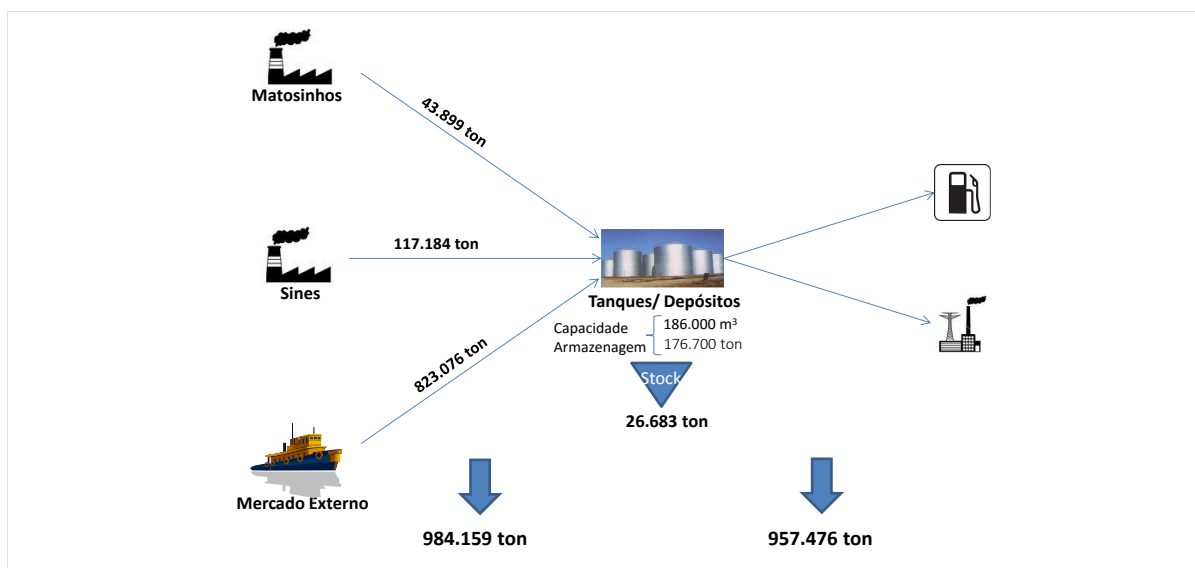 Matosinhos
43.899 ton
117.184 ton
Sines
Tanques/ Depósitos
Capacidade
Armazenagem
186.000 m³
176.700 ton
Stock
26.683 ton
823.076 ton
Mercado Externo
984.159 ton
957.476 ton